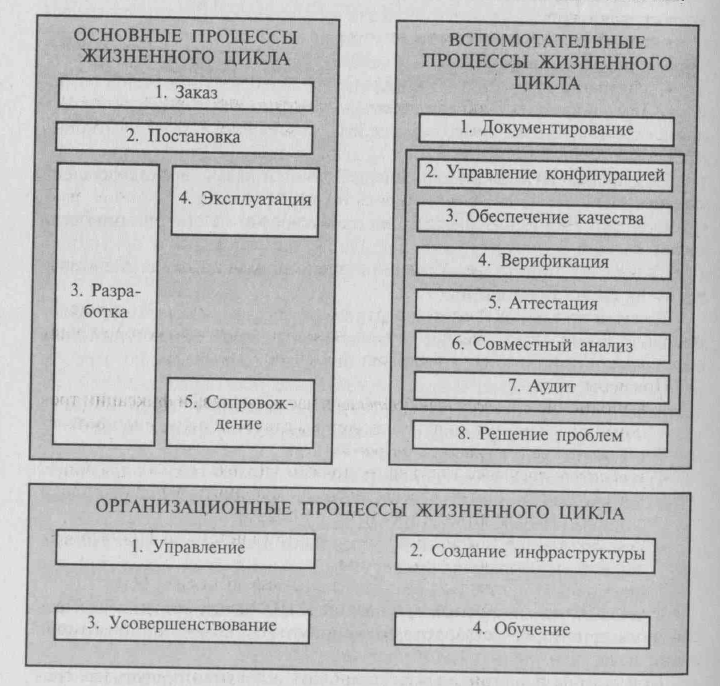 ОСНОВНЫЕ ПРОЦЕССЫ
ЖИЗНЕННОГО ЦИКЛА
1. Заказ
2. Поставка
4. Эксплуатация
3. Разра-
ботка
5. Сопровож-
дение
ВСПОМОГАТЕЛЬНЫЕ
ПРОЦЕССЫ ЖИЗНЕННОГО
ЦИКЛА
1. Документирование
2. Управление конфигурацией
3. Обеспечение качества
4. Верификация
5. Аттестация
6. Совместный анализ
7. Аудит
8. Решение проблем
ОРГАНИЗАЦИОННЫЕ ПРОЦЕССЫ ЖИЗНЕННОГО ЦИКЛА
1. Управление
2. Создание инфраструктуры
3. Усовершенствование
4. Обучение